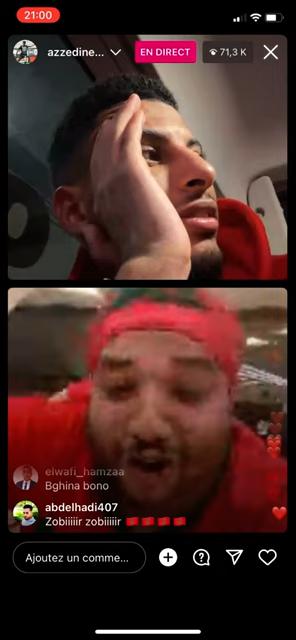 21:00
azzedine...
EN DIRECT
71,3 K
elwafi_hamzaa
Bghina bono
abdelhadi407
Zobiiiiir zobiiiiir 🇲🇦🇲🇦🇲🇦🇲🇦
Ajoutez un comme...